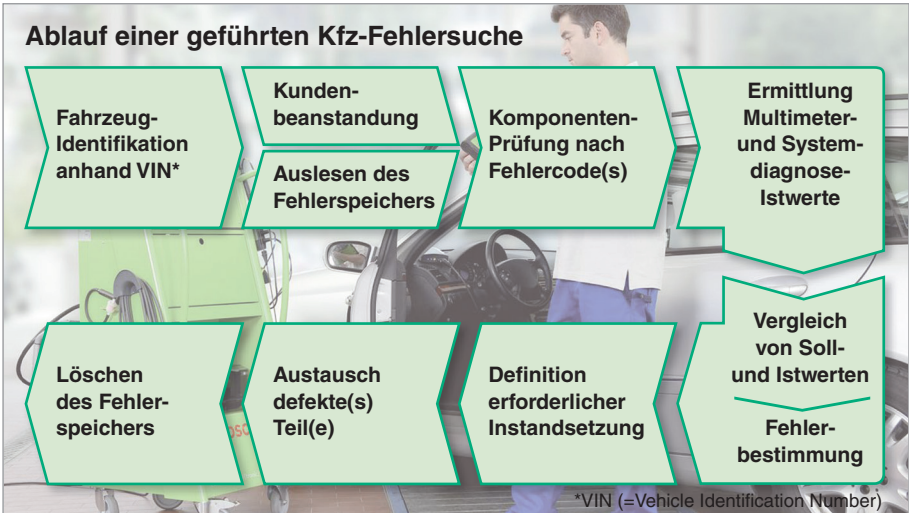 Ablauf einer geführten Kfz-Fehlersuche
Fahrzeug-
Identifikation
anhand VIN*
Kunden-
beanstandung
Auslesen des
Fehlerspeichers
Komponenten-
Prüfung nach
Fehlercode(s)
Ermittlung
Multimeter-
und System-
diagnose-
Istwerte
Vergleich
von Soll-
und Istwerten
Fehler-
bestimmung
Definition
erforderlicher
Instandsetzung
Austausch
defekte(s)
Teil(e)
Löschen
des Fehler-
speichers
*VIN (=Vehicle Identification Number)